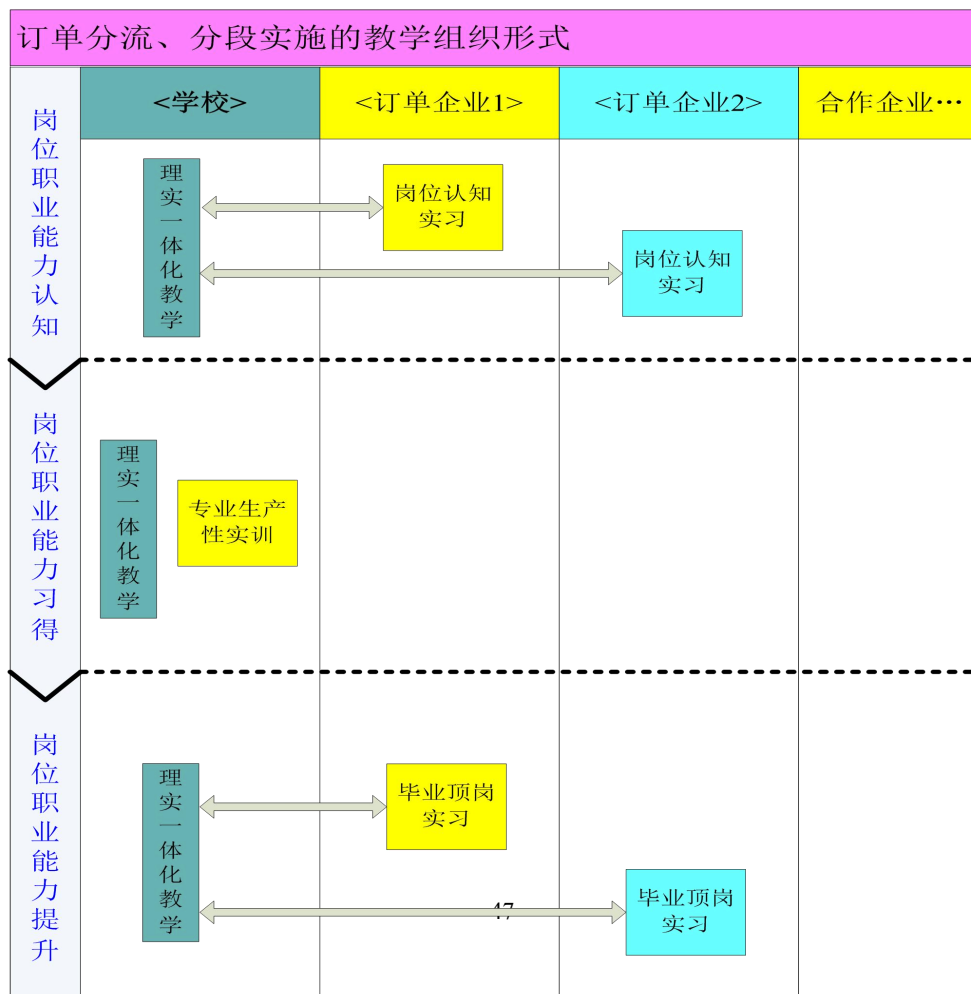 订单分流、分段实施的教学组织形式
<学校>
<订单企业1>
<订单企业2>
合作企业…
岗位职业能力认知
理实一体化教学
岗位认知
实习
岗位认知
实习
岗位职业能力习得
理实一体化教学
专业生产
性实训
岗位职业能力提升
理实一体化教学
毕业顶岗
实习
毕业顶岗
实习
47